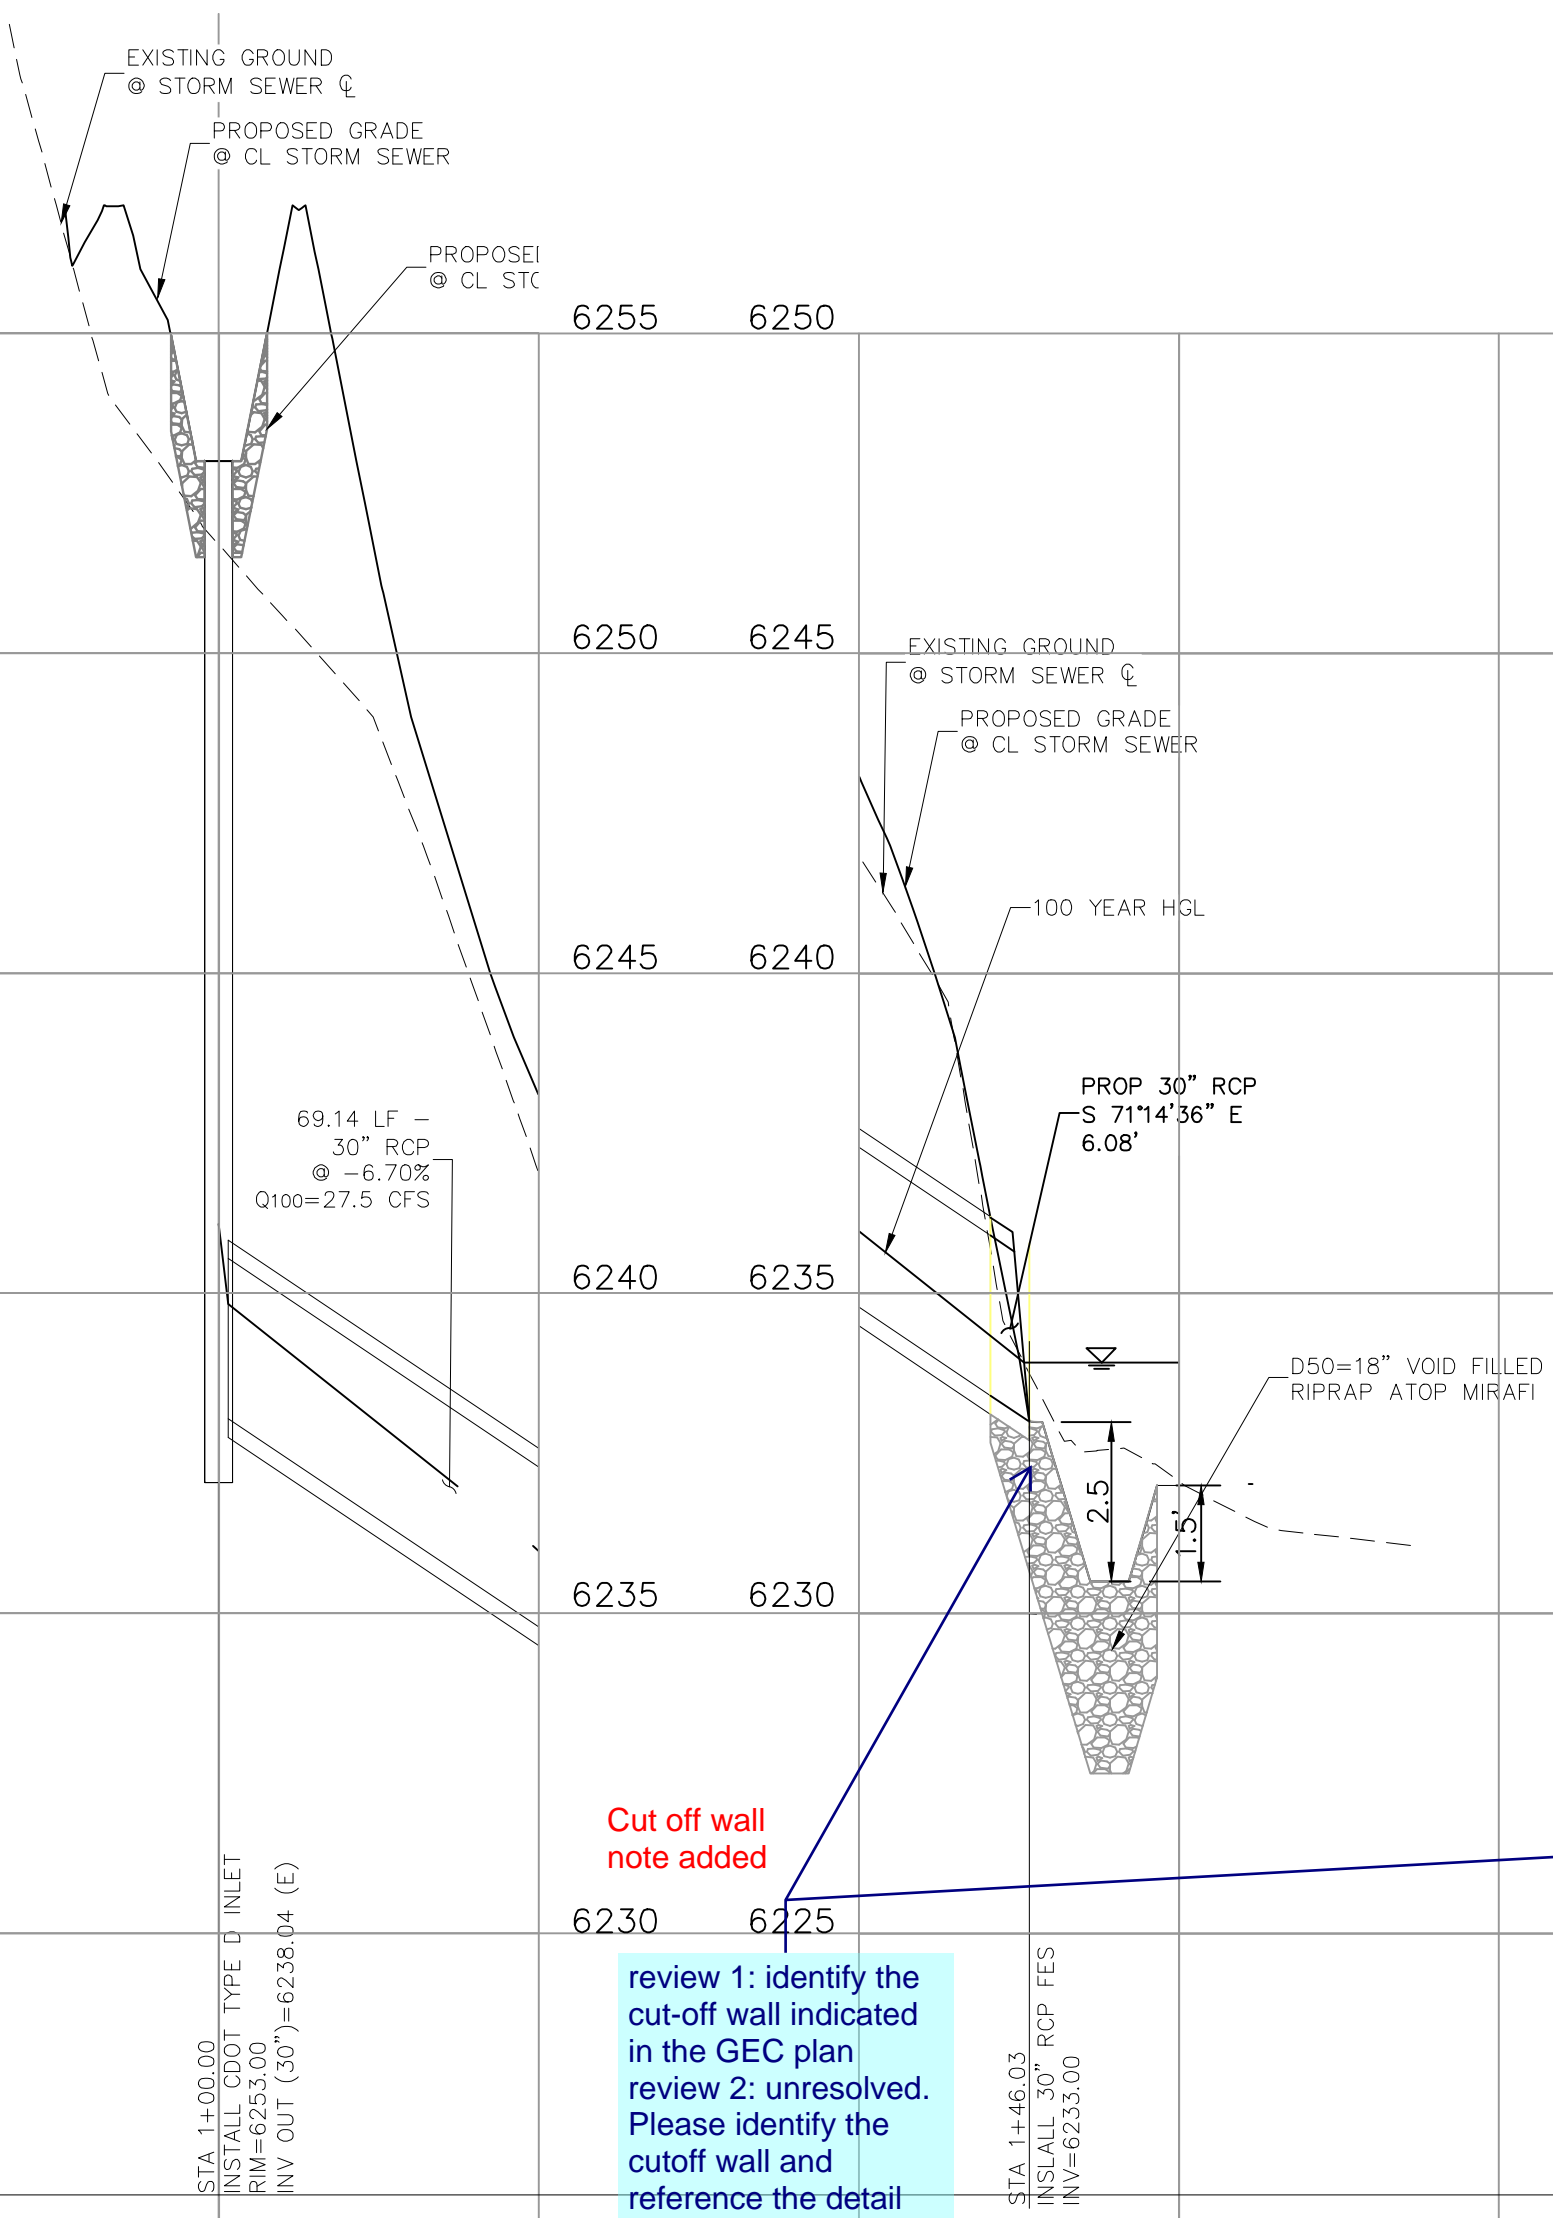 EXISTING GROUND
@ STORM SEWER ℄
PROPOSED GRADE
@ CL STORM SEWER
@ CL
6255
6250
6250
6245
EXISTING GROUND
@ STORM SEWER ℄
PROPOSED GRADE
@ CL STORM SEWER
100 YEAR HGL
6245
6240
PROP 30" RCP
S 71°14'36" E
6.08'
69.14 LF –
30" RCP
@ –6.70%
Q100=27.5 CFS
6240
6235
D50=18" VOID FILLED
RIPRAP ATOP MIRAFI
2.5
1.5'
6235
6230
Cut off wall
note added
6230
6225
review 1: identify the
cut-off wall indicated
in the GEC plan
review 2: unresolved.
Please identify the
cutoff wall and
reference the detail
STA 1+00.00
INSTALL CDOT TYPE D INLET
RIM=6253.00
INV OUT (30")=6238.04 (E)
STA 1+46.03
INSLALL 30" RCP FES
INV=6233.00